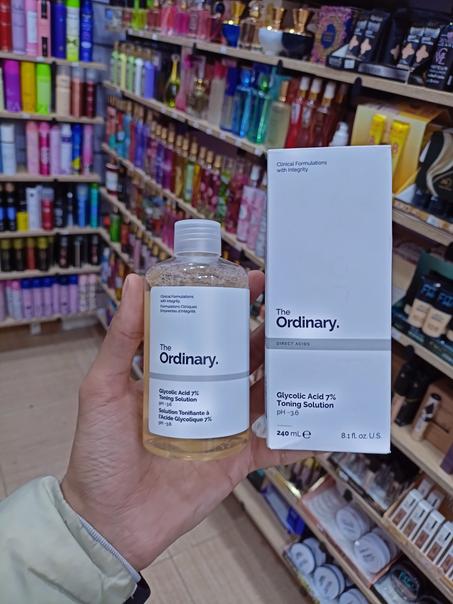 Clinical Formulations
with Integrity.
Formulations Cliniques
Empreintes d'Intégrité.
The
Ordinary.
Glycolic Acid 7%
Toning Solution
pH ~3.6
Solution Tonifiante à
l'Acide Glycolique 7%
pH ~3.6
Clinical Formulations
with Integrity.
The
Ordinary.
DIRECT ACIDS
Glycolic Acid 7%
Toning Solution
pH ~3.6
240 mL ℮ 8.1 fl. oz. U.S.